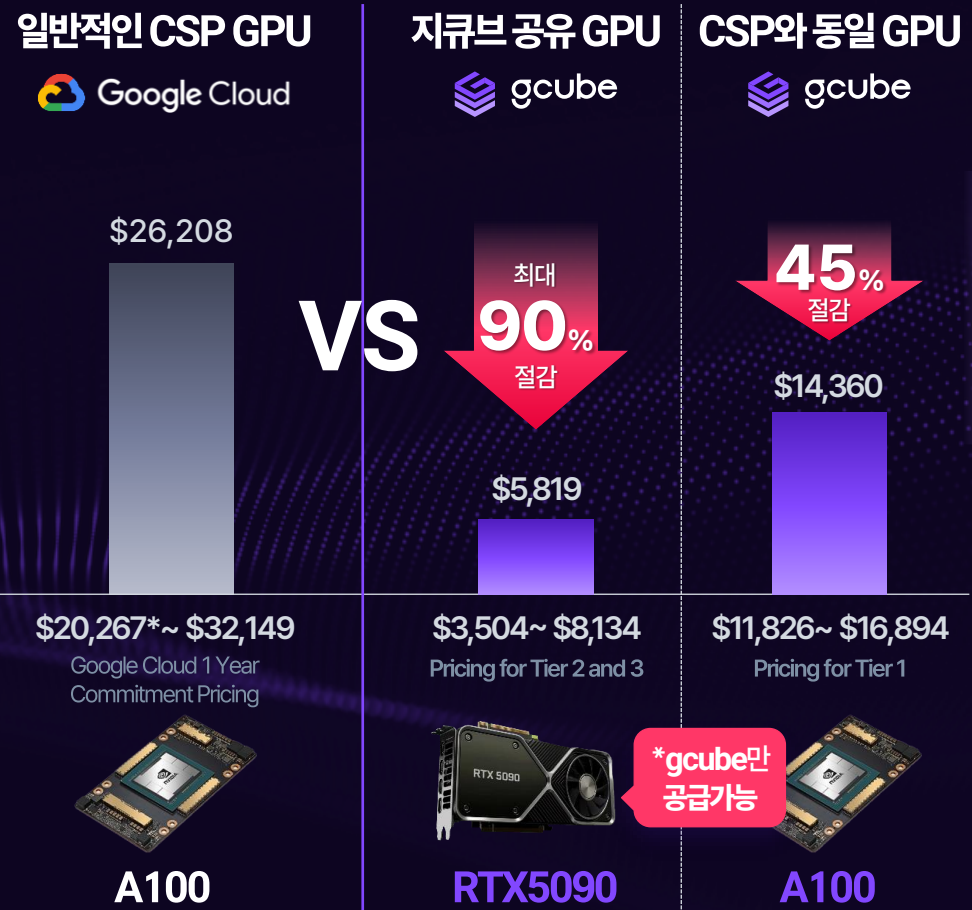 일반적인 CSP GPU
Google Cloud
$26,208
$20,267*~ $32,149
Google Cloud 1 Year
Commitment Pricing
NVIDIA
A100
VS
지큐브 공유 GPU
gcube
최대
90%
절감
$5,819
$3,504~ $8,134
Pricing for Tier 2 and 3
RTX 5090
*gcube만
공급가능
RTX5090
CSP와 동일 GPU
gcube
45%
절감
$14,360
$11,826~ $16,894
Pricing for Tier 1
NVIDIA
A100